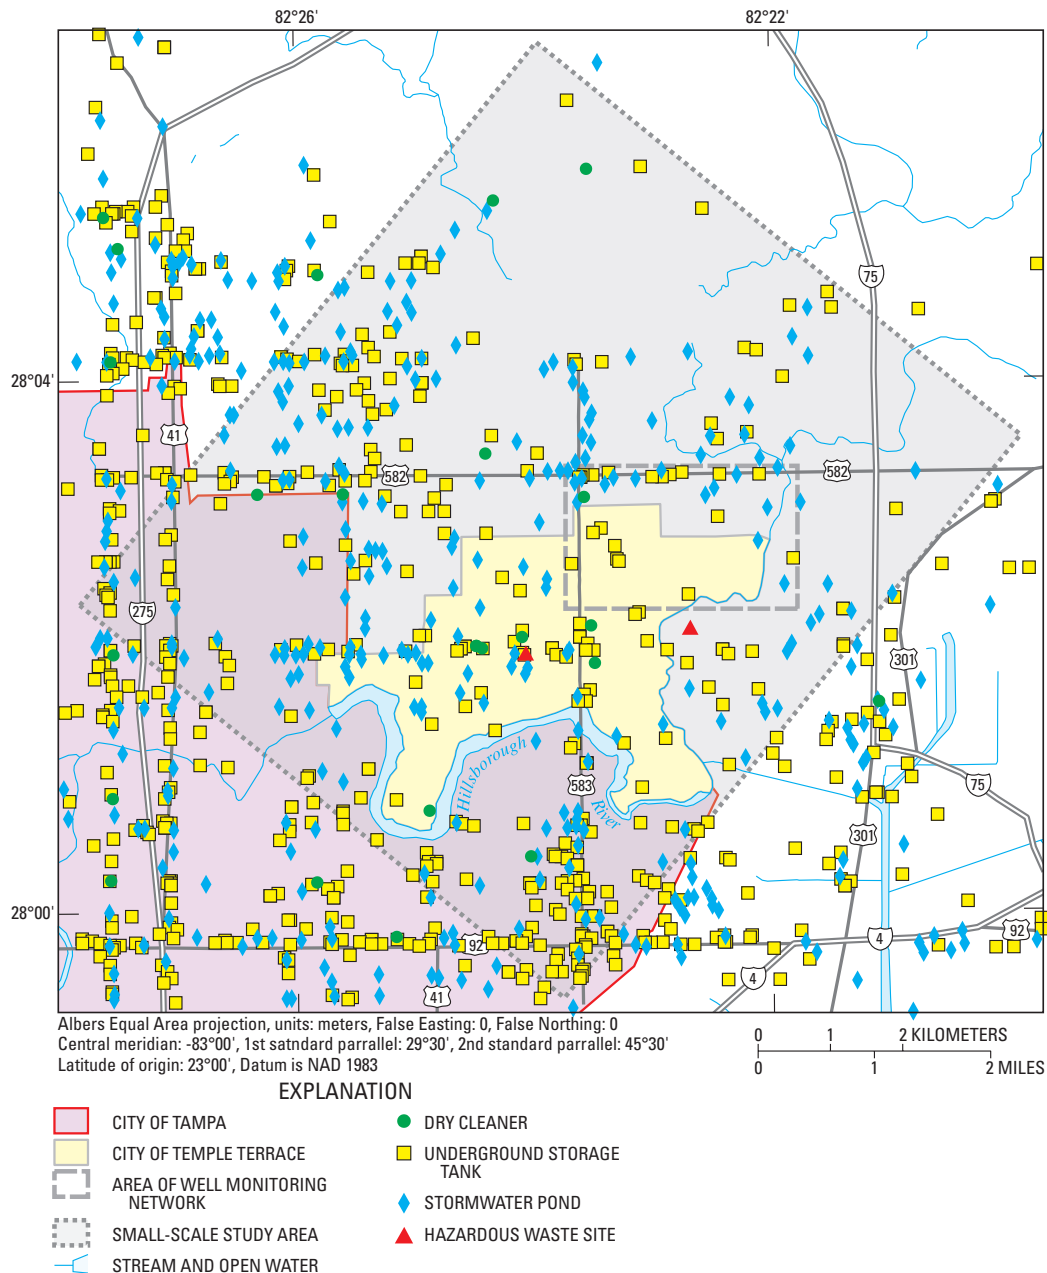 82°26'
82°22'
75
28°04'
41
582
582
275
301
Hillsborough
River
583
75
301
28°00'
92
92
4
4
41
Albers Equal Area projection, units: meters, False Easting: 0, False Northing: 0
Central meridian: -83°00', 1st satndard parrallel: 29°30', 2nd standard parrallel: 45°30'
Latitude of origin: 23°00', Datum is NAD 1983
0 1 2 KILOMETERS
0 1 2 MILES
EXPLANATION
CITY OF TAMPA
CITY OF TEMPLE TERRACE
AREA OF WELL MONITORING
NETWORK
SMALL-SCALE STUDY AREA
STREAM AND OPEN WATER
DRY CLEANER
UNDERGROUND STORAGE
TANK
STORMWATER POND
HAZARDOUS WASTE SITE